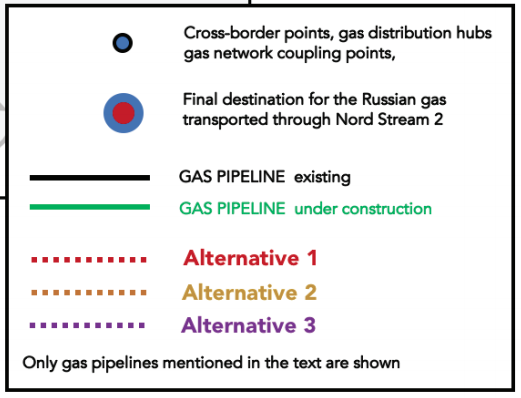 Cross-border points, gas distribution hubs
gas network coupling points,
Final destination for the Russian gas
transported through Nord Stream 2
GAS PIPELINE existing
GAS PIPELINE under construction
Alternative 1
Alternative 2
Alternative 3
Only gas pipelines mentioned in the text are shown